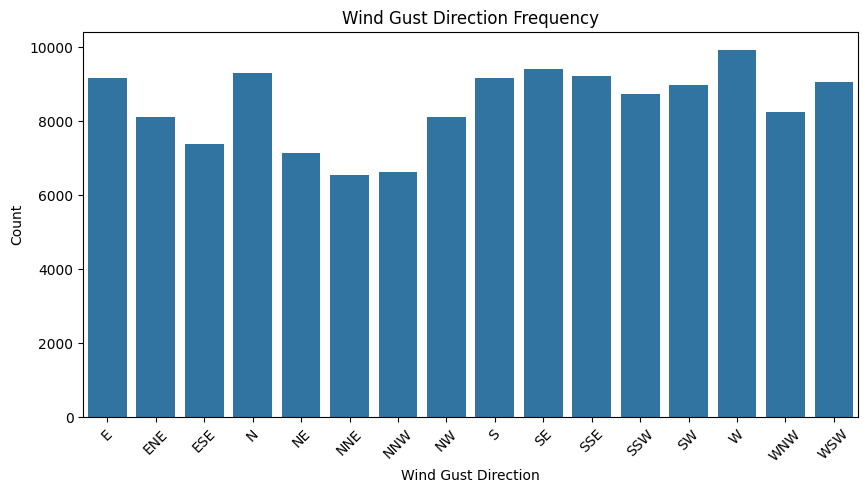 Wind Gust Direction Frequency
10000
8000
6000
4000
2000
0
Count
E ENE ESE N NE NNE NNW NW S SE SSE SSW SW W WNW WSW
Wind Gust Direction